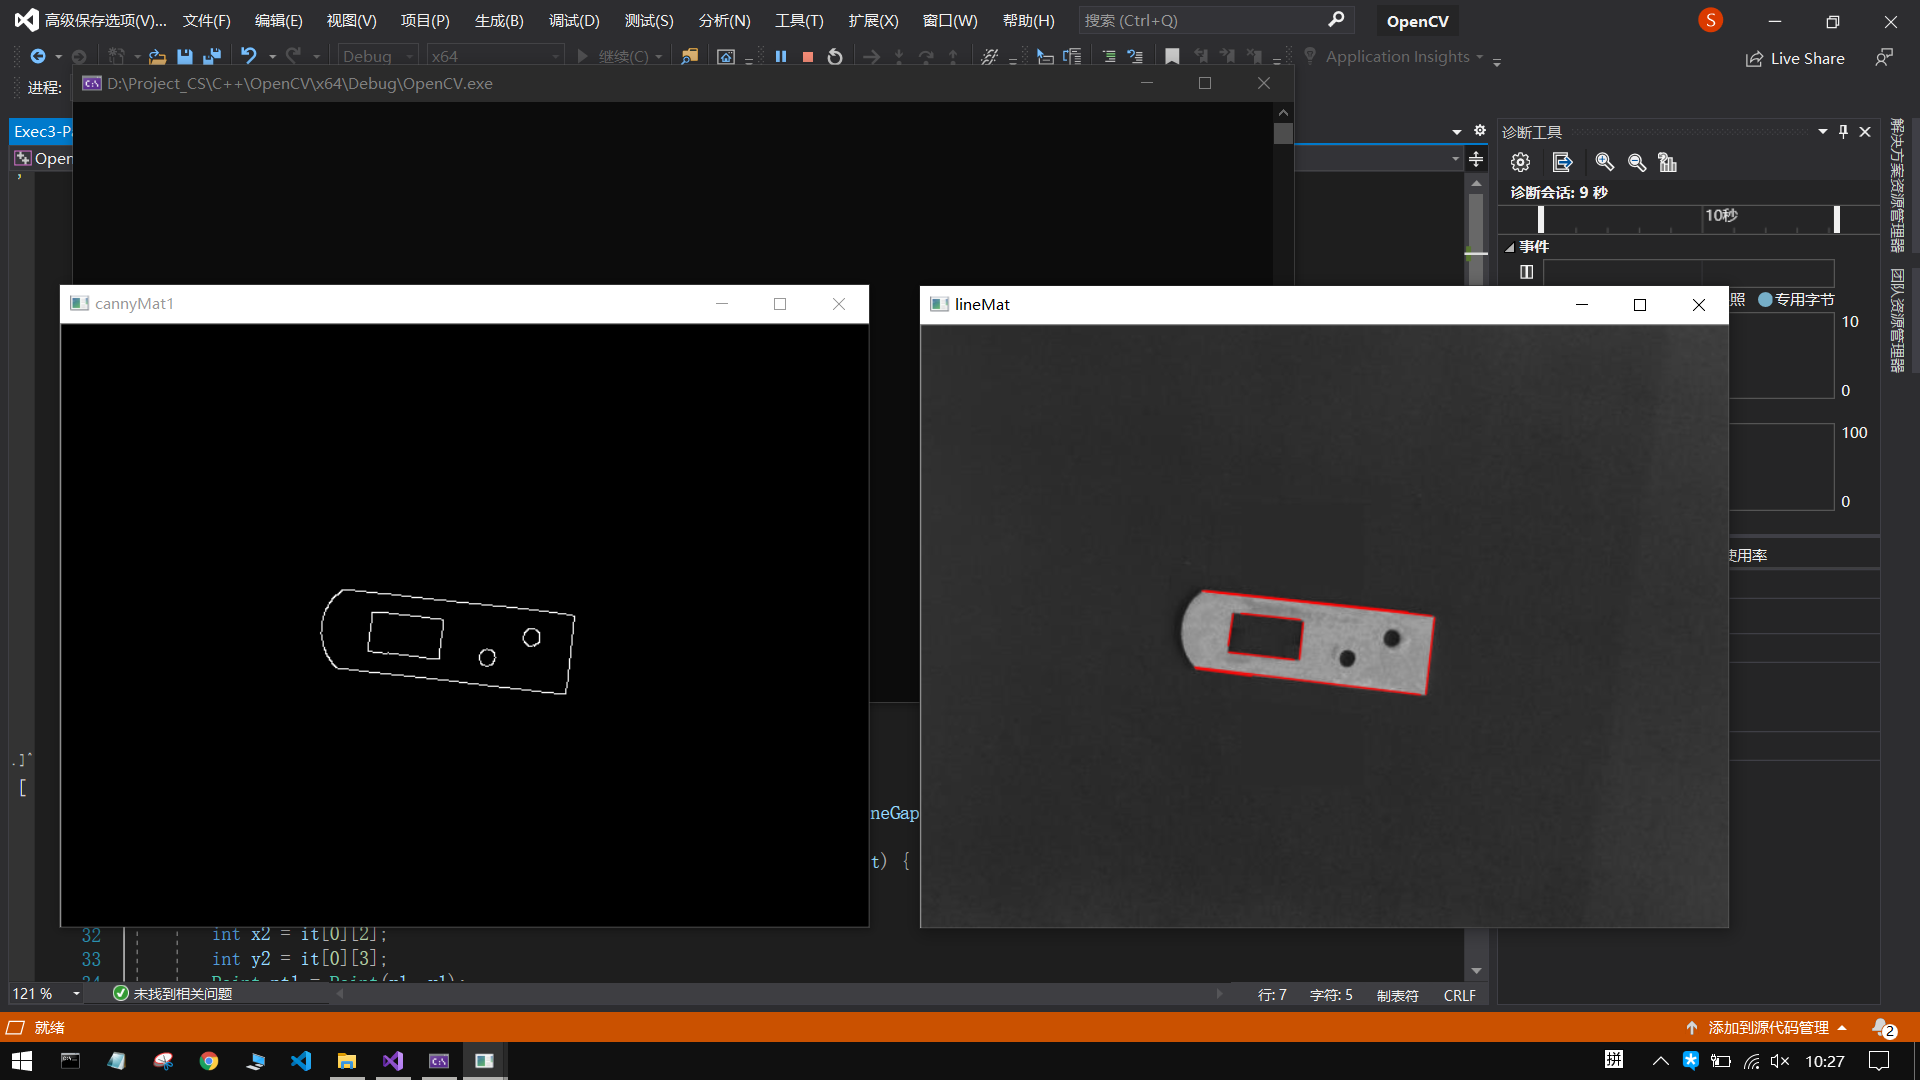 高级保存选项(V)... 文件(F) 编辑(E) 视图(V) 项目(P) 生成(B) 调试(D) 测试(S) 分析(N) 工具(T) 扩展(X) 窗口(W) 帮助(H) 搜索 (Ctrl+Q) OpenCV S
Debug x64 继续(C) Application Insights Live Share
进程: D:\Project_CS\C++\OpenCV\x64\Debug\OpenCV.exe
Exec3-P
Open
诊断工具
诊断会话: 9 秒
10秒
事件
照 专用字节
10
0
100
0
使用率
解决方案资源管理器
团队资源管理器
cannyMat1
lineMat
neGap
t) {
[
32 int x2 = it[0][2];
33 int y2 = it[0][3];
121 % 未找到相关问题 行: 7 字符: 5 制表符 CRLF
就绪 添加到源代码管理 2
拼 10:27